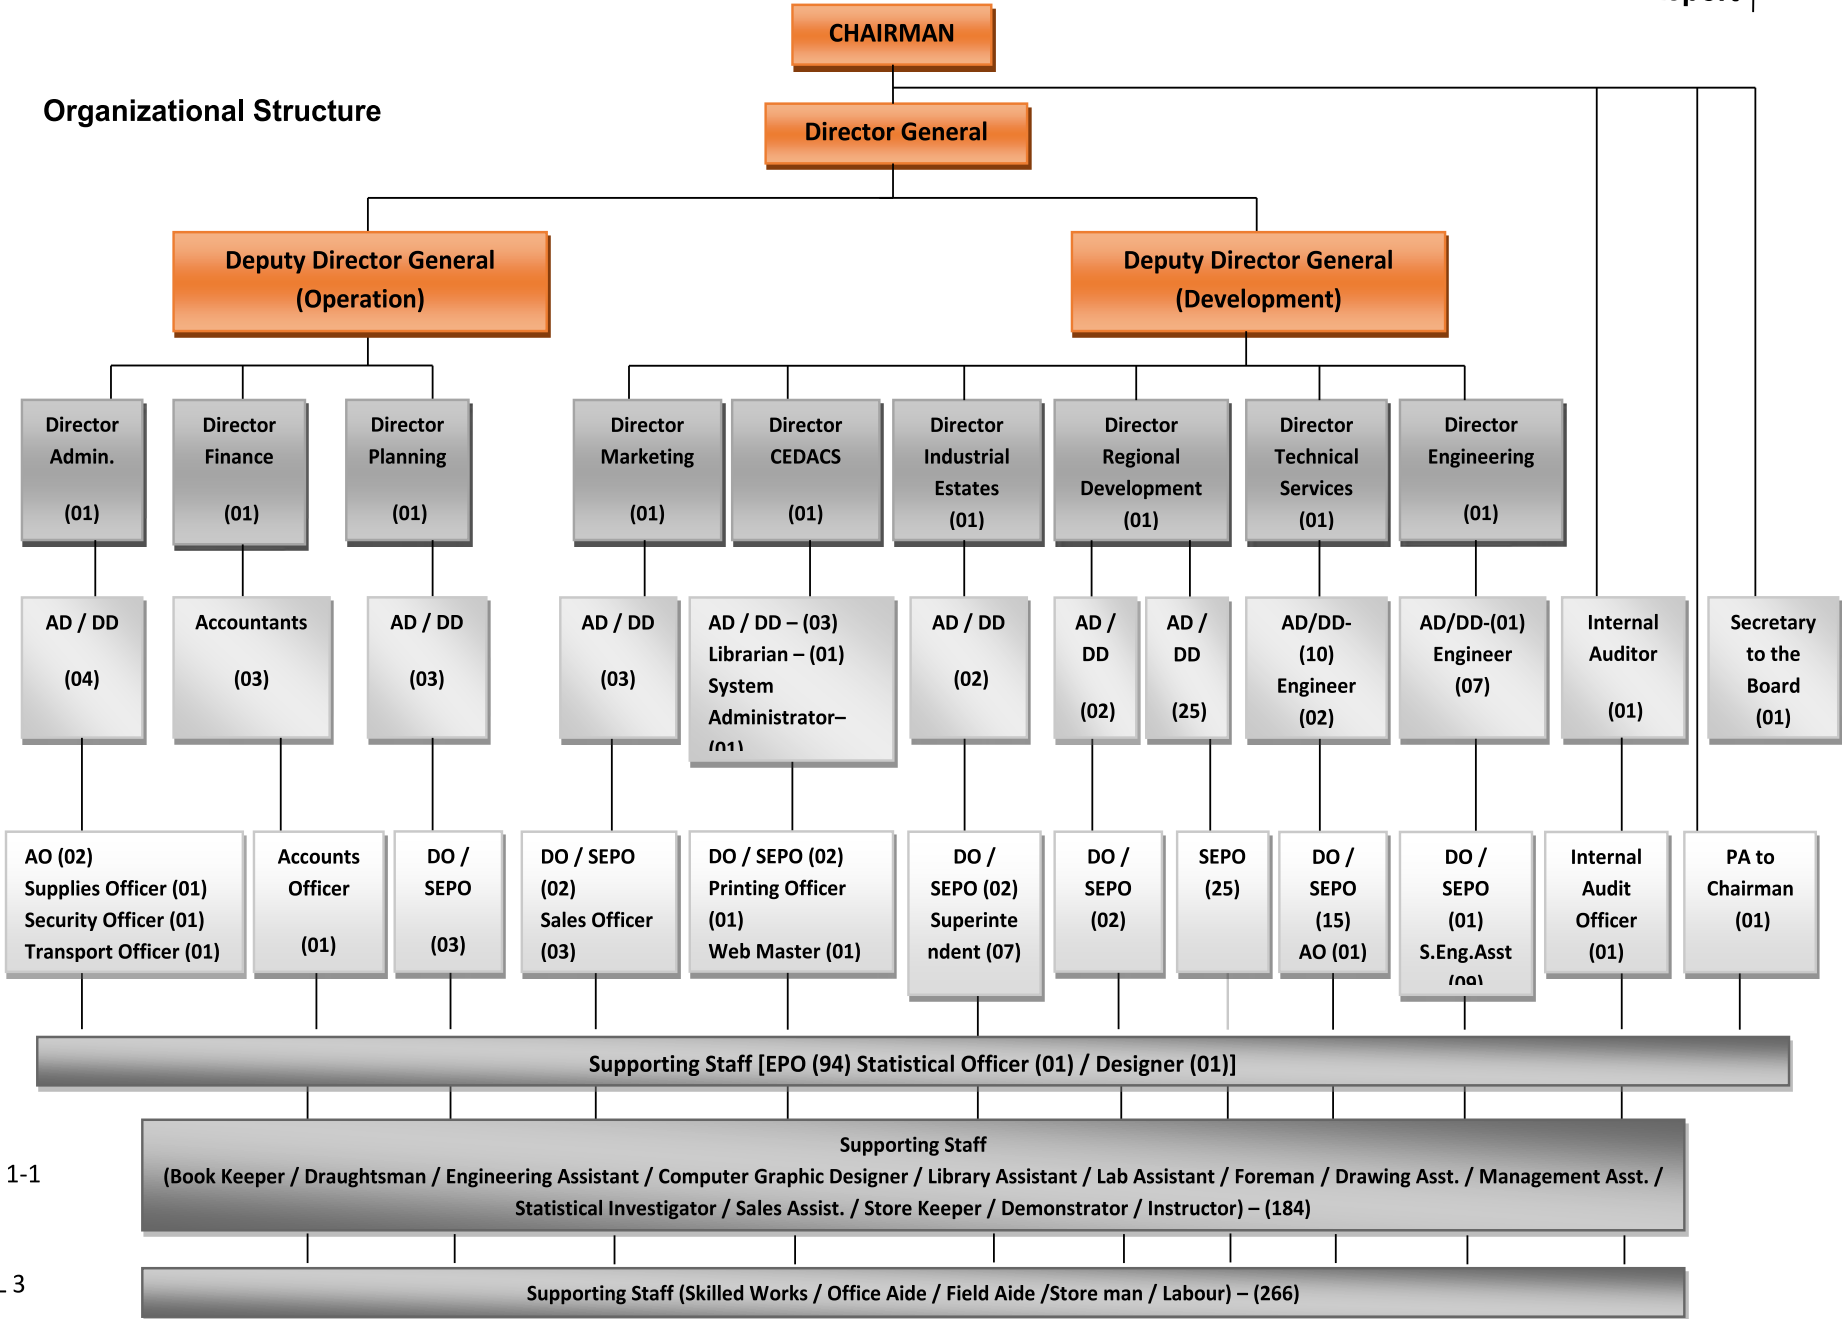 CHAIRMAN
Organizational Structure
Director General
Deputy Director General
(Operation)
Deputy Director General
(Development)
Director
Admin.
(01)
Director
Finance
(01)
Director
Planning
(01)
Director
Marketing
(01)
Director
CEDACS
(01)
Director
Industrial
Estates
(01)
Director
Regional
Development
(01)
Director
Technical
Services
(01)
Director
Engineering
(01)
AD / DD
(04)
Accountants
(03)
AD / DD
(03)
AD / DD
(03)
AD / DD – (03)
Librarian – (01)
System
Administrator–
(01)
AD / DD
(02)
AD /
DD
(02)
AD /
DD
(25)
AD/DD-
(10)
Engineer
(02)
AD/DD-(01)
Engineer
(07)
Internal
Auditor
(01)
Secretary
to the
Board
(01)
AO (02)
Supplies Officer (01)
Security Officer (01)
Transport Officer (01)
Accounts
Officer
(01)
DO /
SEPO
(03)
DO / SEPO
(02)
Sales Officer
(03)
DO / SEPO (02)
Printing Officer
(01)
Web Master (01)
DO /
SEPO (02)
Superinte
ndent (07)
DO /
SEPO
(02)
SEPO
(25)
DO /
SEPO
(15)
AO (01)
DO /
SEPO
(01)
S.Eng.Asst
(09)
Internal
Audit
Officer
(01)
PA to
Chairman
(01)
Supporting Staff [EPO (94) Statistical Officer (01) / Designer (01)]
Supporting Staff
(Book Keeper / Draughtsman / Engineering Assistant / Computer Graphic Designer / Library Assistant / Lab Assistant / Foreman / Drawing Asst. / Management Asst. /
Statistical Investigator / Sales Assist. / Store Keeper / Demonstrator / Instructor) – (184)
1-1
Supporting Staff (Skilled Works / Office Aide / Field Aide /Store man / Labour) – (266)
3